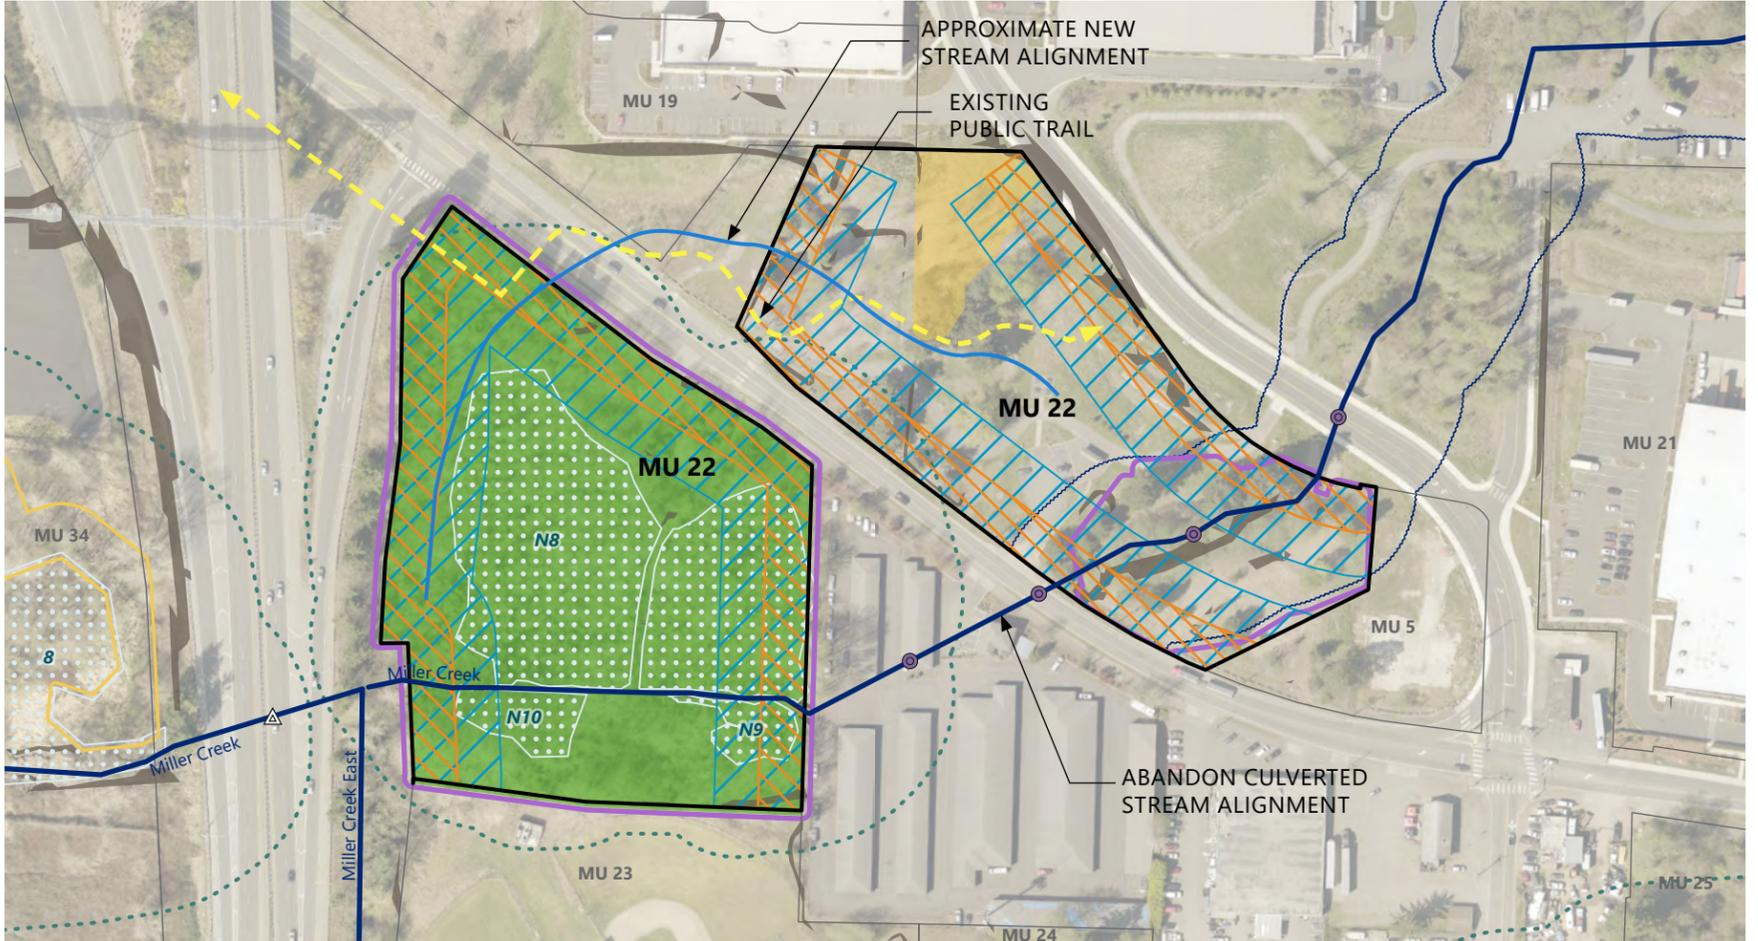 APPROXIMATE NEW
STREAM ALIGNMENT
MU 19
EXISTING
PUBLIC TRAIL
MU 22
MU 21
MU 22
N8
MU 34
8
MU 5
Miller Creek
N10
N9
Miller Creek
Miller Creek East
ABANDON CULVERTED
STREAM ALIGNMENT
MU 23
MU 25
MU 24